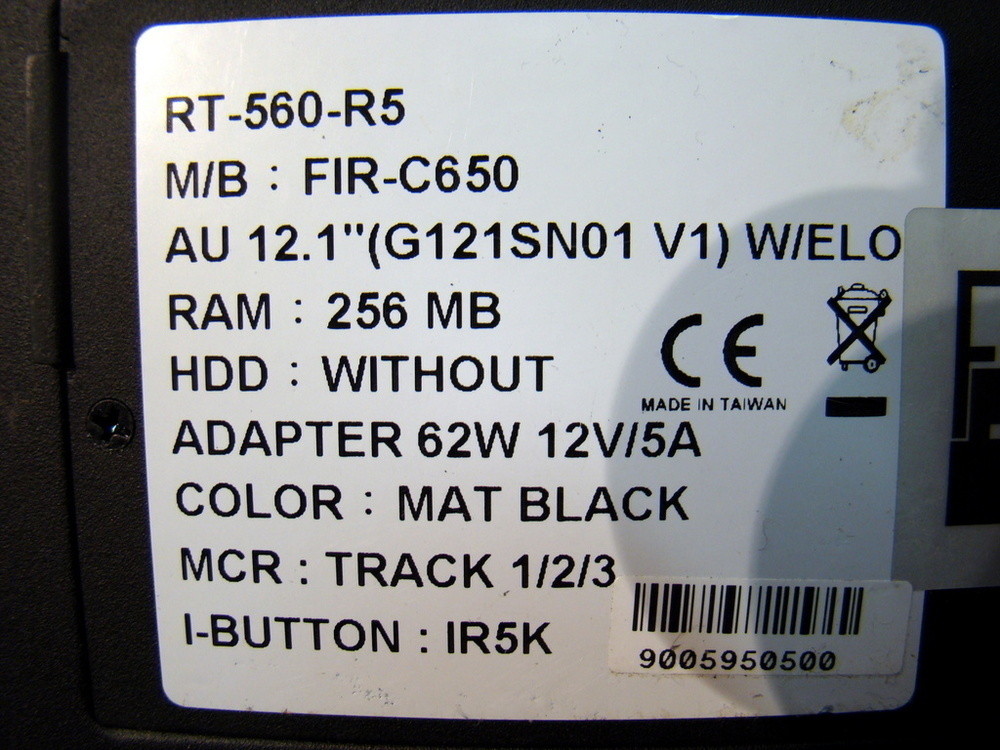 RT-560-R5
M/B : FIR-C650
AU 12.1"(G121SN01 V1) W/ELO
RAM : 256 MB
HDD : WITHOUT
CE
MADE IN TAIWAN
ADAPTER 62W 12V/5A
COLOR : MAT BLACK
MCR : TRACK 1/2/3
I-BUTTON : IR5K
9005950500